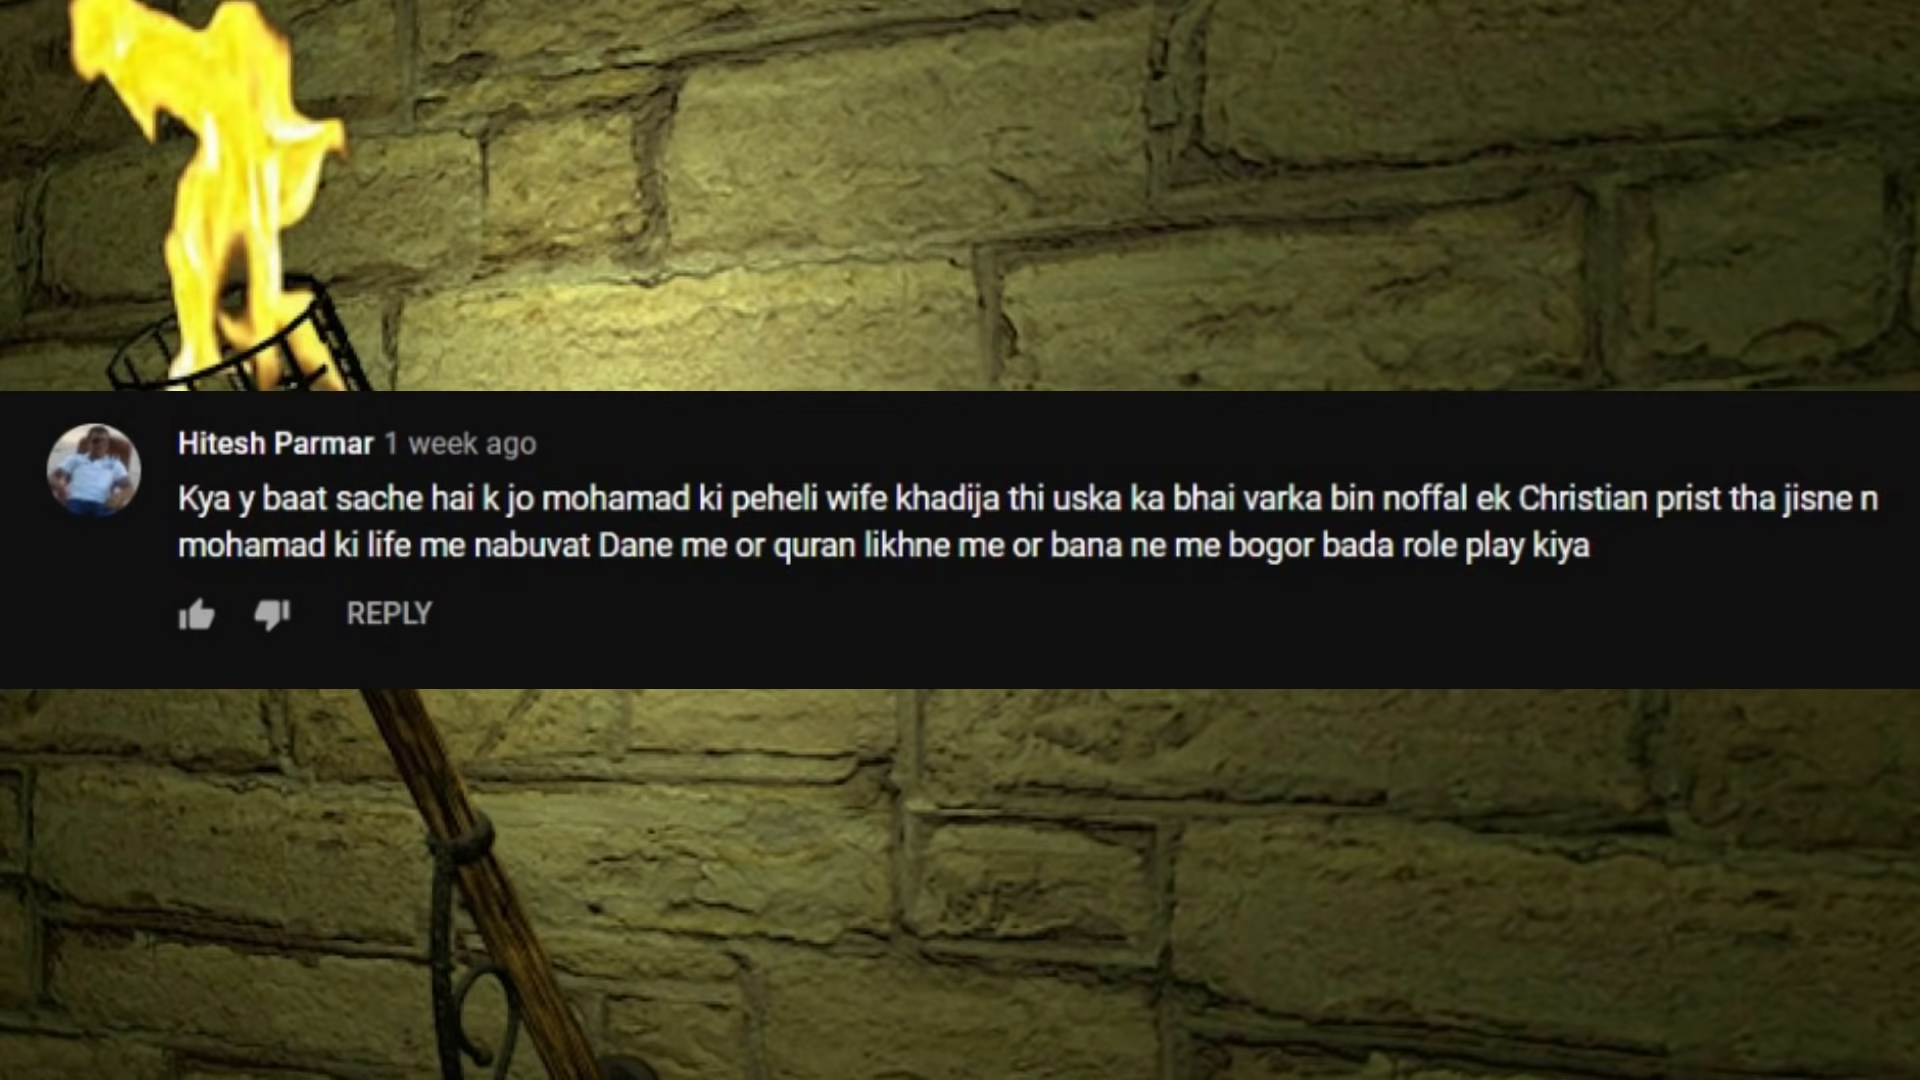 Hitesh Parmar 1 week ago
Kya y baat sache hai k jo mohamad ki peheli wife khadija thi uska ka bhai varka bin noffal ek Christian prist tha jisne n
mohamad ki life me nabuvat Dane me or quran likhne me or bana ne me bogor bada role play kiya
REPLY